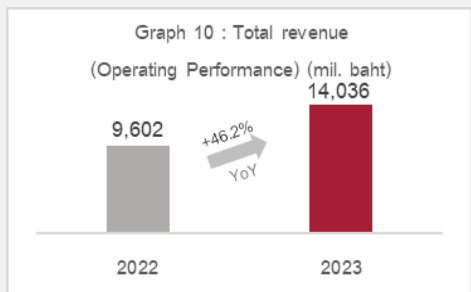 Graph 10 : Total revenue
(Operating Performance) (mil. baht)
14,036
9,602
+46.2%
YoY
2022
2023